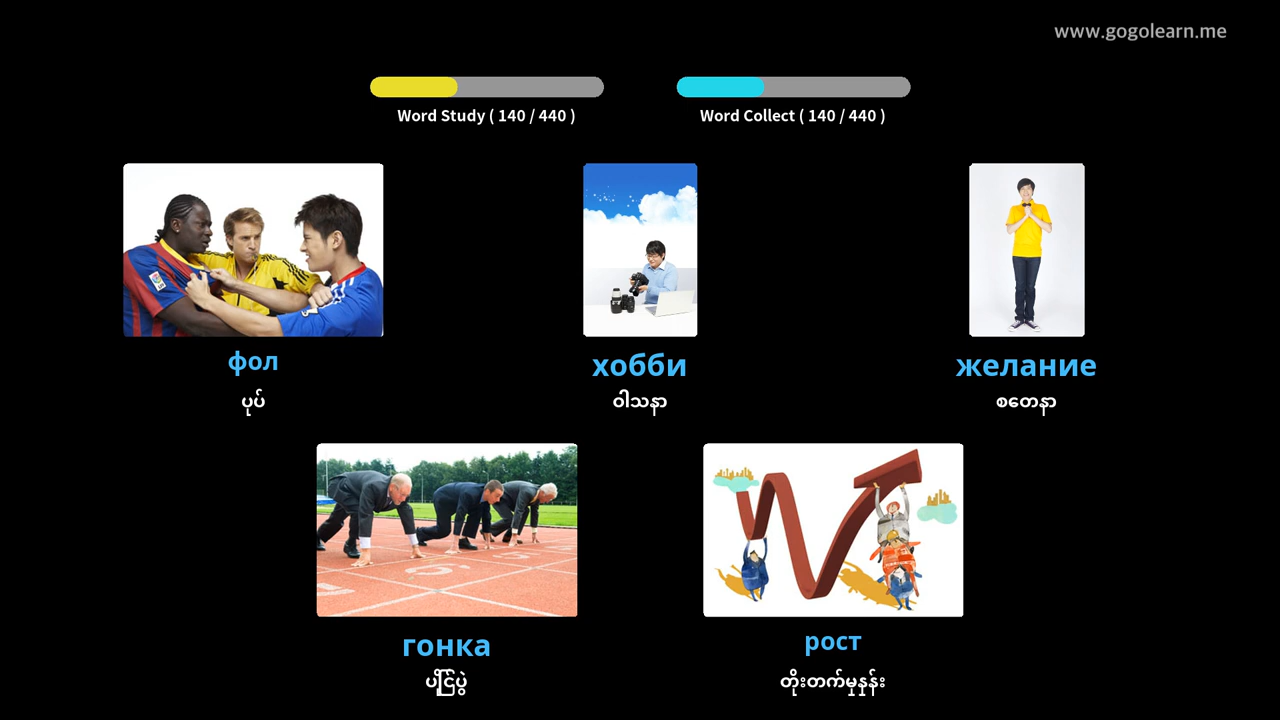 www.gogolearn.me
Word Study ( 140 / 440 )
Word Collect ( 140 / 440 )
фол
ပုပ်
хобби
ဝါသနာ
желание
စေတနာ
гонка
ပြိုင်ပွဲ
рост
တိုးတက်မှုနှုန်း